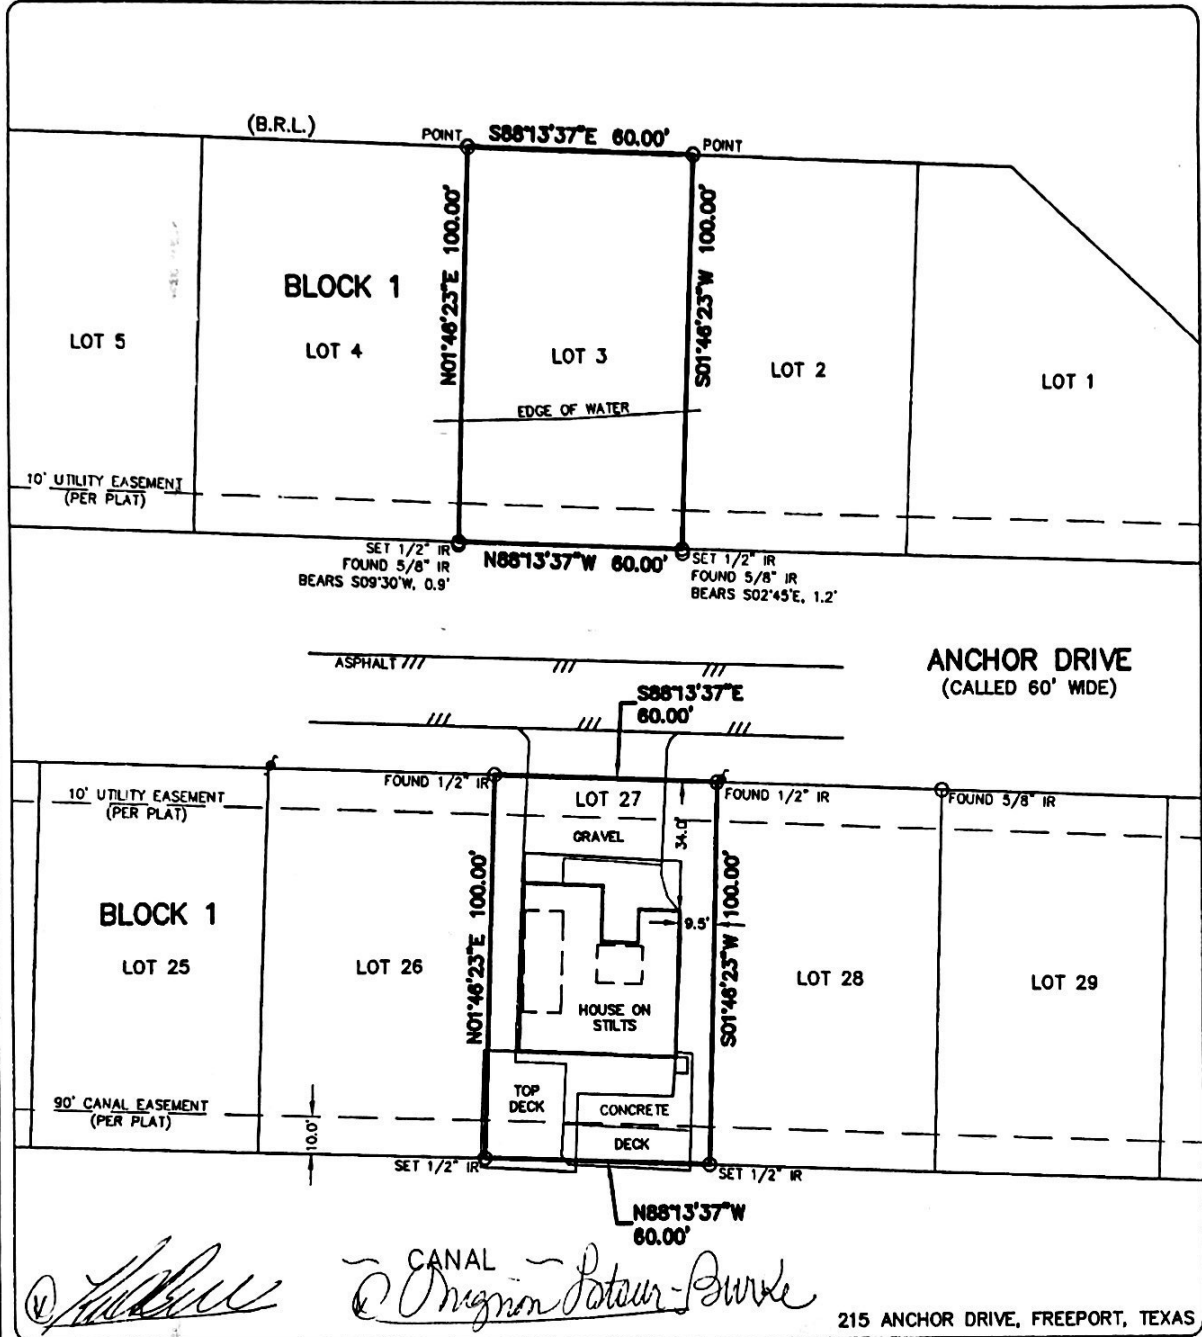 (B.R.L.)
POINT
S88°13'37"E 60.00'
POINT
N01°46'23"E 100.00'
S01°46'23"W 100.00'
BLOCK 1
LOT 5
LOT 4
LOT 3
LOT 2
LOT 1
EDGE OF WATER
10' UTILITY EASEMENT
(PER PLAT)
SET 1/2" IR
FOUND 5/8" IR
BEARS S09°30'W, 0.9'
N88°13'37"W 60.00'
SET 1/2" IR
FOUND 5/8" IR
BEARS S02°45'E, 1.2'
ASPHALT
ANCHOR DRIVE
(CALLED 60' WIDE)
S88°13'37"E
60.00'
10' UTILITY EASEMENT
(PER PLAT)
FOUND 1/2" IR
LOT 27
FOUND 1/2" IR
FOUND 5/8" IR
GRAVEL
34.0'
N01°46'23"E 100.00'
S01°46'23"W 100.00'
9.5'
BLOCK 1
LOT 25
LOT 26
LOT 28
LOT 29
HOUSE ON
STILTS
90' CANAL EASEMENT
(PER PLAT)
10.0'
TOP
DECK
CONCRETE
DECK
SET 1/2" IR
SET 1/2" IR
N88°13'37"W
60.00'
CANAL
Mignon Latour-Burke
215 ANCHOR DRIVE, FREEPORT, TEXAS